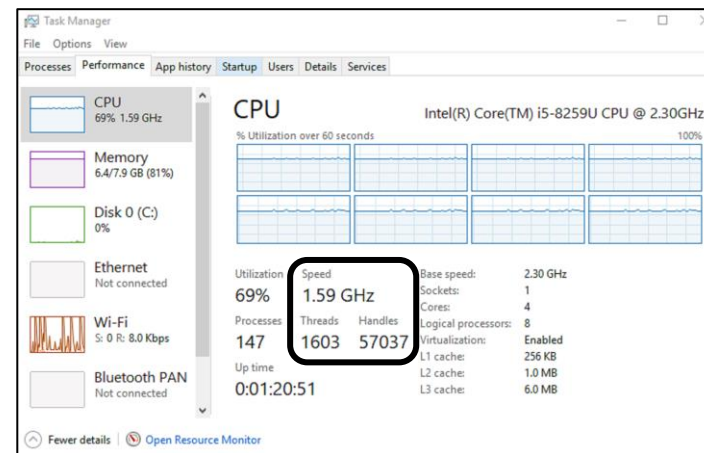 Task Manager
File Options View
Processes Performance App history Startup Users Details Services
CPU
69% 1.59 GHz
Memory
6.4/7.9 GB (81%)
Disk 0 (C:)
0%
Ethernet
Not connected
Wi-Fi
S: 0 R: 8.0 Kbps
Bluetooth PAN
Not connected
CPU Intel(R) Core(TM) i5-8259U CPU @ 2.30GHz
% Utilization over 60 seconds 100%
Utilization Speed
69% 1.59 GHz
Processes Threads Handles
147 1603 57037
Up time
0:01:20:51
Base speed: 2.30 GHz
Sockets: 1
Cores: 4
Logical processors: 8
Virtualization: Enabled
L1 cache: 256 KB
L2 cache: 1.0 MB
L3 cache: 6.0 MB
Fewer details Open Resource Monitor